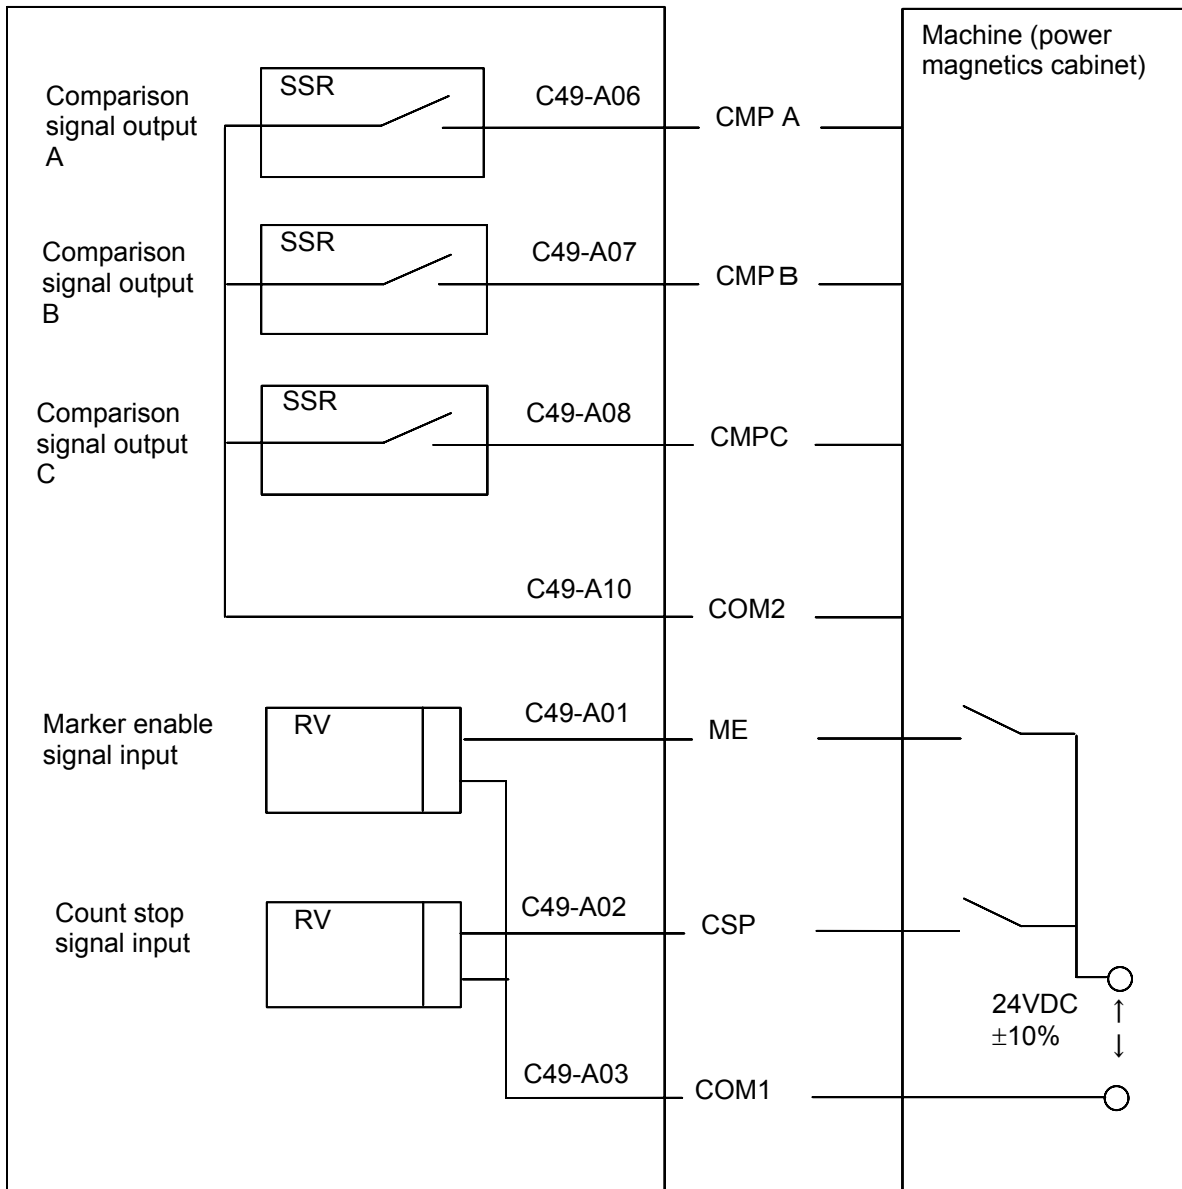 Machine (power
magnetics cabinet)
Comparison
signal output
A
SSR
C49-A06
CMP A
Comparison
signal output
B
SSR
C49-A07
CMP B
Comparison
signal output
C
SSR
C49-A08
CMPC
C49-A10
COM2
Marker enable
signal input
RV
C49-A01
ME
Count stop
signal input
RV
C49-A02
CSP
24VDC
±10%
↑
↓
C49-A03
COM1